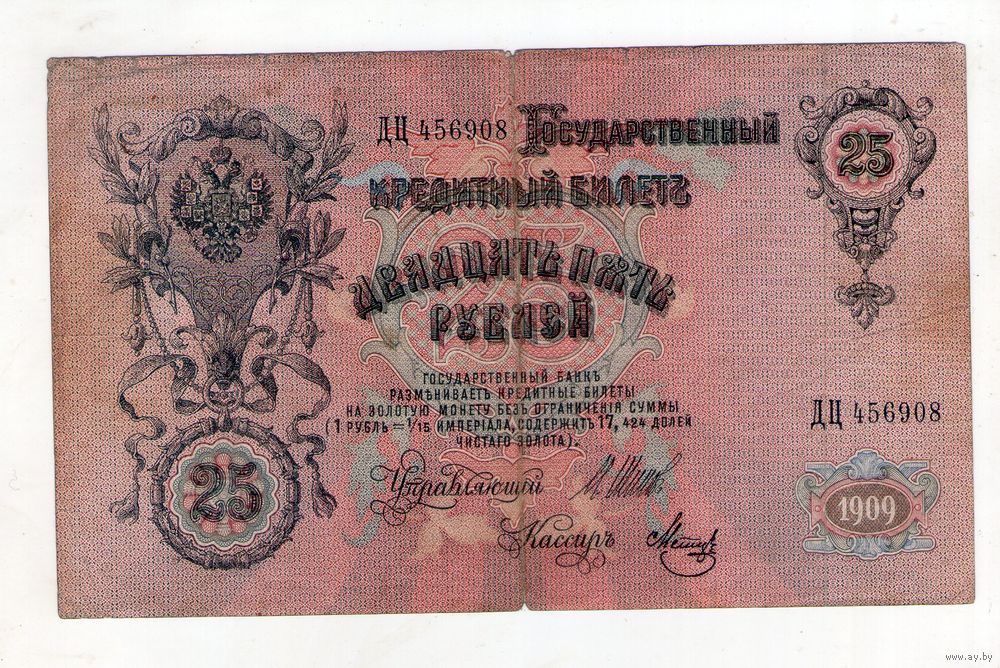 ДЦ 456908
Государственный
кредитный билетъ
двадцать пять
рублей
25
25
ГОСУДАРСТВЕННЫЙ БАНКЪ
РАЗМѢНИВАЕТЪ КРЕДИТНЫЕ БИЛЕТЫ
НА ЗОЛОТУЮ МОНЕТУ БЕЗЪ ОГРАНИЧЕНІЯ СУММЫ
(1 РУБЛЬ = 1/15 ИМПЕРІАЛА, СОДЕРЖИТЪ 17,424 ДОЛЕЙ
ЧИСТАГО ЗОЛОТА).
ДЦ 456908
25
Управляющій
Кассиръ
1909
25
www.ay.by